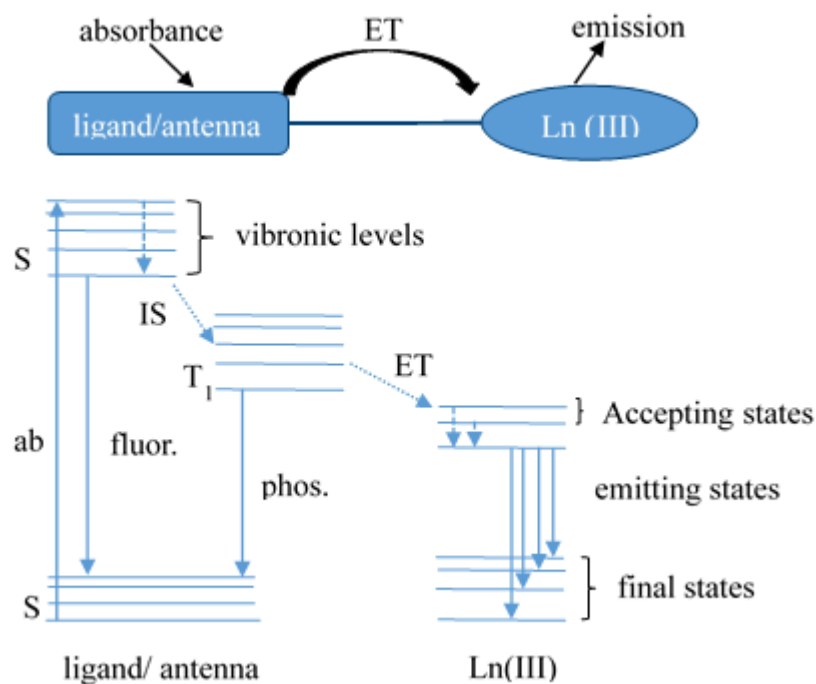 absorbance
ET
emission
ligand/antenna
Ln (III)
vibronic levels
S
IS
T1
ET
Accepting states
ab
fluor.
phos.
emitting states
final states
S
ligand/ antenna
Ln(III)